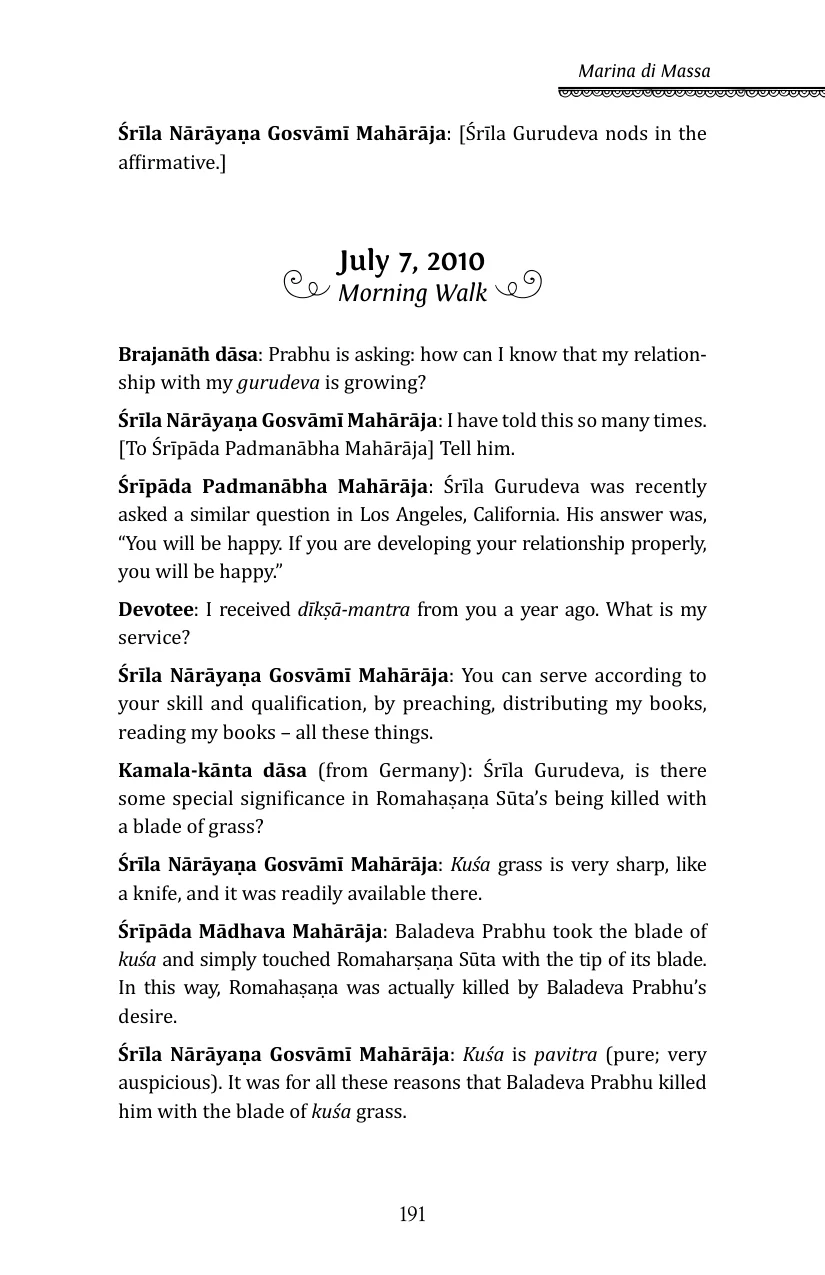 Marina di Massa
Śrīla Nārāyaṇa Gosvāmī Mahārāja: [Śrīla Gurudeva nods in the
affirmative.]
July 7, 2010
Morning Walk
Brajanāth dāsa: Prabhu is asking: how can I know that my relation-
ship with my gurudeva is growing?
Śrīla Nārāyaṇa Gosvāmī Mahārāja: I have told this so many times.
[To Śrīpāda Padmanābha Mahārāja] Tell him.
Śrīpāda Padmanābha Mahārāja: Śrīla Gurudeva was recently
asked a similar question in Los Angeles, California. His answer was,
“You will be happy. If you are developing your relationship properly,
you will be happy.”
Devotee: I received dīkṣā-mantra from you a year ago. What is my
service?
Śrīla Nārāyaṇa Gosvāmī Mahārāja: You can serve according to
your skill and qualification, by preaching, distributing my books,
reading my books – all these things.
Kamala-kānta dāsa (from Germany): Śrīla Gurudeva, is there
some special significance in Romahaṣaṇa Sūta’s being killed with
a blade of grass?
Śrīla Nārāyaṇa Gosvāmī Mahārāja: Kuśa grass is very sharp, like
a knife, and it was readily available there.
Śrīpāda Mādhava Mahārāja: Baladeva Prabhu took the blade of
kuśa and simply touched Romaharṣaṇa Sūta with the tip of its blade.
In this way, Romahaṣaṇa was actually killed by Baladeva Prabhu’s
desire.
Śrīla Nārāyaṇa Gosvāmī Mahārāja: Kuśa is pavitra (pure; very
auspicious). It was for all these reasons that Baladeva Prabhu killed
him with the blade of kuśa grass.
191